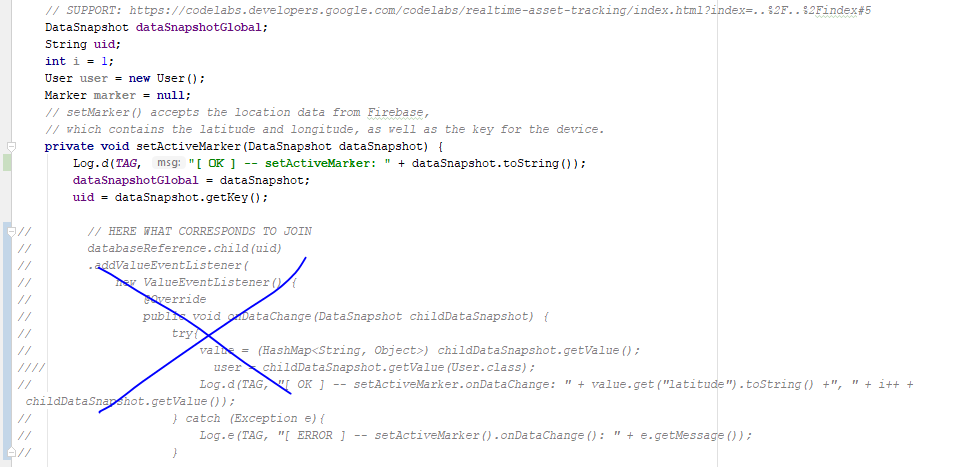 // SUPPORT: https://codelabs.developers.google.com/codelabs/realtime-asset-tracking/index.html?index=..%2F..%2Findex#5
DataSnapshot dataSnapshotGlobal;
String uid;
int i = 1;
User user = new User();
Marker marker = null;
// setMarker() accepts the location data from Firebase,
// which contains the latitude and longitude, as well as the key for the device.
private void setActiveMarker(DataSnapshot dataSnapshot) {
Log.d(TAG, msg: "[ OK ] -- setActiveMarker: " + dataSnapshot.toString());
dataSnapshotGlobal = dataSnapshot;
uid = dataSnapshot.getKey();
// // HERE WHAT CORRESPONDS TO JOIN
// databaseReference.child(uid)
// .addValueEventListener(
// new ValueEventListener() {
// @Override
// public void onDataChange(DataSnapshot childDataSnapshot) {
// try{
// value = (HashMap<String, Object>) childDataSnapshot.getValue();
//// user = childDataSnapshot.getValue(User.class);
// Log.d(TAG, "[ OK ] -- setActiveMarker.onDataChange: " + value.get("latitude").toString() +", " + i++ +
childDataSnapshot.getValue());
// } catch (Exception e){
// Log.e(TAG, "[ ERROR ] -- setActiveMarker().onDataChange(): " + e.getMessage());
// }